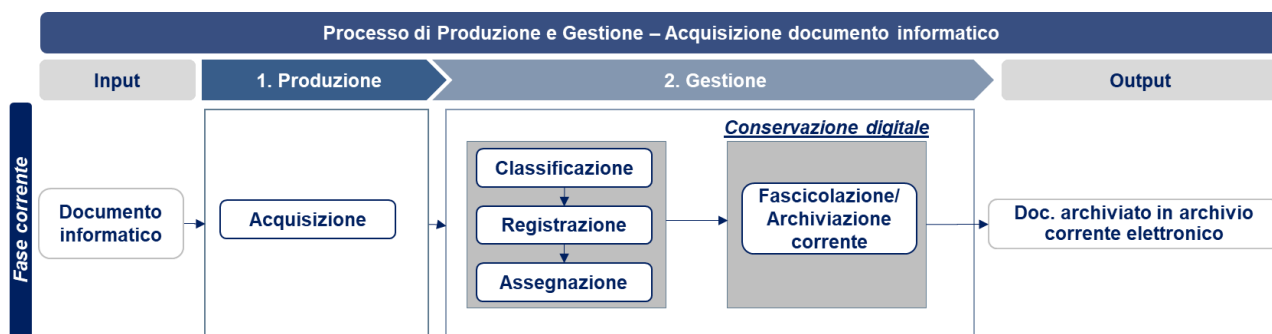 Processo di Produzione e Gestione – Acquisizione documento informatico
Input
1. Produzione
2. Gestione
Output
Fase corrente
Documento
informatico
Acquisizione
Classificazione
Registrazione
Assegnazione
Conservazione digitale
Fascicolazione/
Archiviazione
corrente
Doc. archiviato in archivio
corrente elettronico